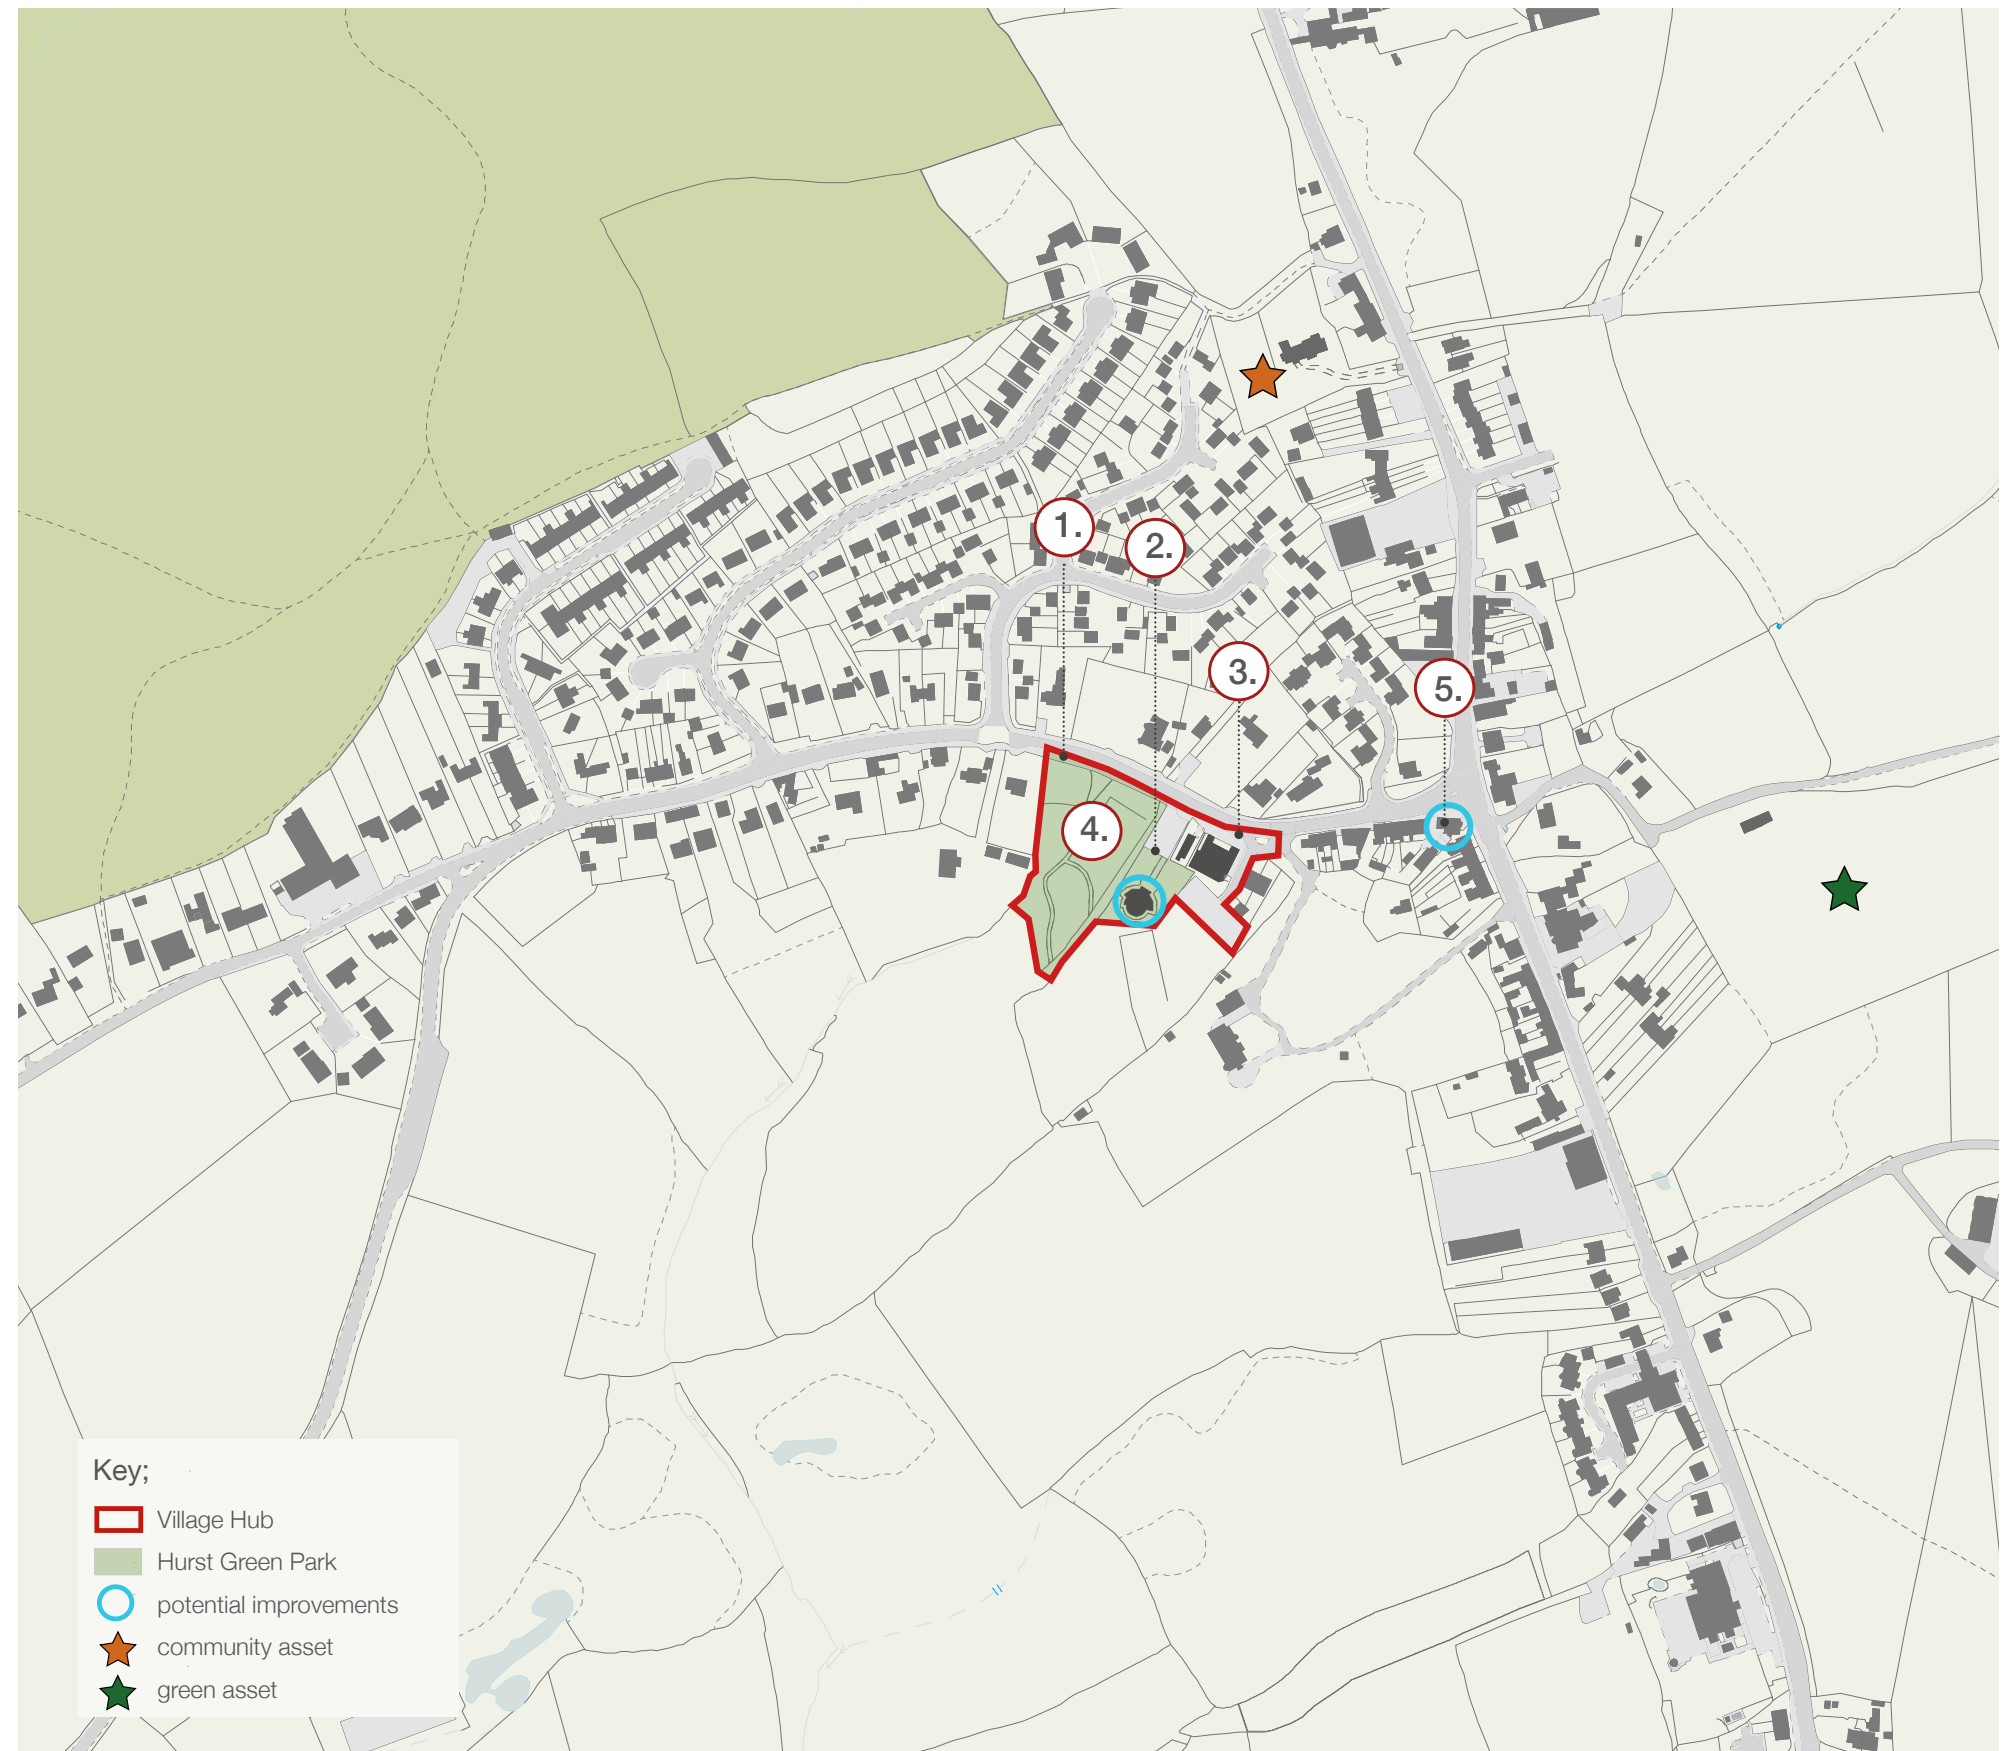 1.
2.
3.
5.
4.
Key;
Village Hub
Hurst Green Park
potential improvements
community asset
green asset